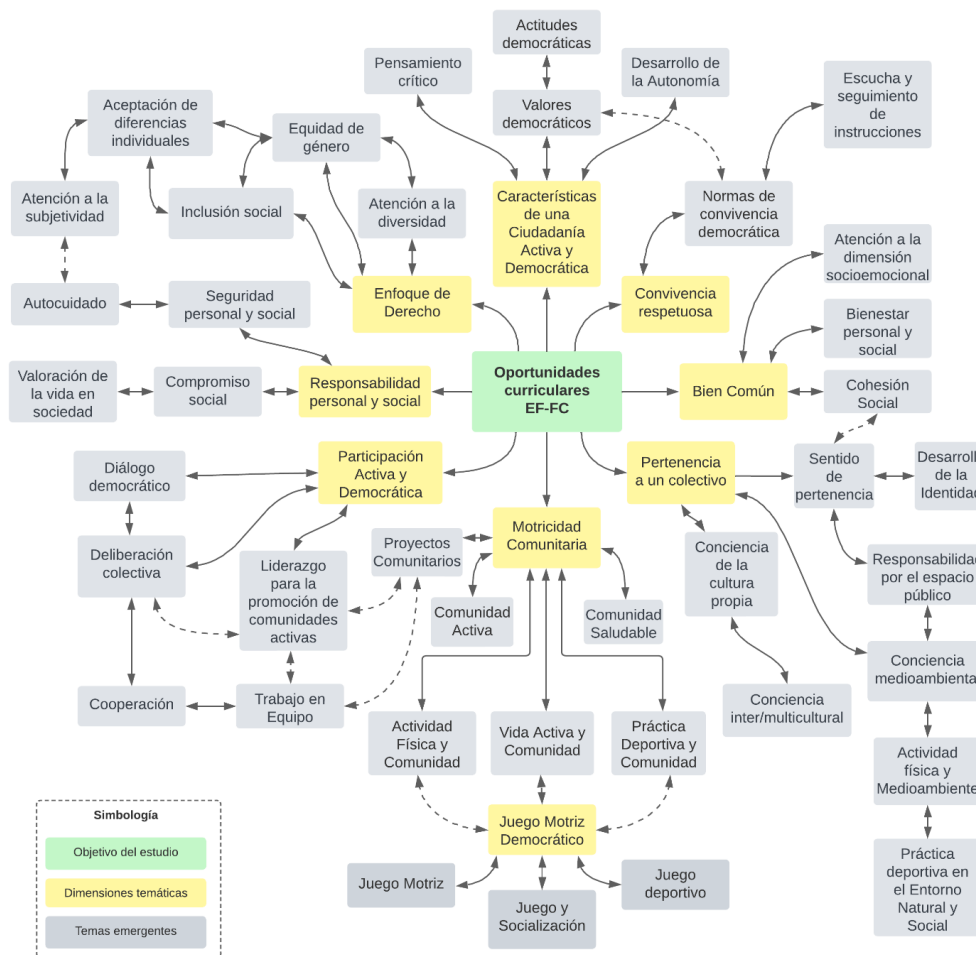 Actitudes
democráticas
Pensamiento
crítico
Desarrollo de
la Autonomía
Valores
democráticos
Escucha y
seguimiento
de
instrucciones
Aceptación de
diferencias
individuales
Equidad de
género
Atención a la
subjetividad
Inclusión social
Atención a la
diversidad
Características
de una
Ciudadanía
Activa y
Democrática
Normas de
convivencia
democrática
Atención a la
dimensión
socioemocional
Autocuidado
Seguridad
personal y social
Enfoque de
Derecho
Convivencia
respetuosa
Bienestar
personal y
social
Valoración de
la vida en
sociedad
Compromiso
social
Responsabilidad
personal y social
Oportunidades
curriculares
EF-FC
Bien Común
Cohesión
Social
Diálogo
democrático
Participación
Activa y
Democrática
Pertenencia
a un colectivo
Sentido
de
pertenencia
Desarrollo
de la
Identidad
Deliberación
colectiva
Liderazgo
para la
promoción de
comunidades
activas
Proyectos
Comunitarios
Motricidad
Comunitaria
Conciencia
de la
cultura
propia
Responsabilidad
por el espacio
público
Comunidad
Activa
Comunidad
Saludable
Conciencia
medioambienta
Cooperación
Trabajo en
Equipo
Actividad
Física y
Comunidad
Vida Activa y
Comunidad
Práctica
Deportiva y
Comunidad
Conciencia
inter/multicultural
Actividad
física y
Medioambiente
Juego Motriz
Democrático
Práctica
deportiva en
el Entorno
Natural y
Social
Juego Motriz
Juego y
Socialización
Juego
deportivo
Simbología
Objetivo del estudio
Dimensiones temáticas
Temas emergentes